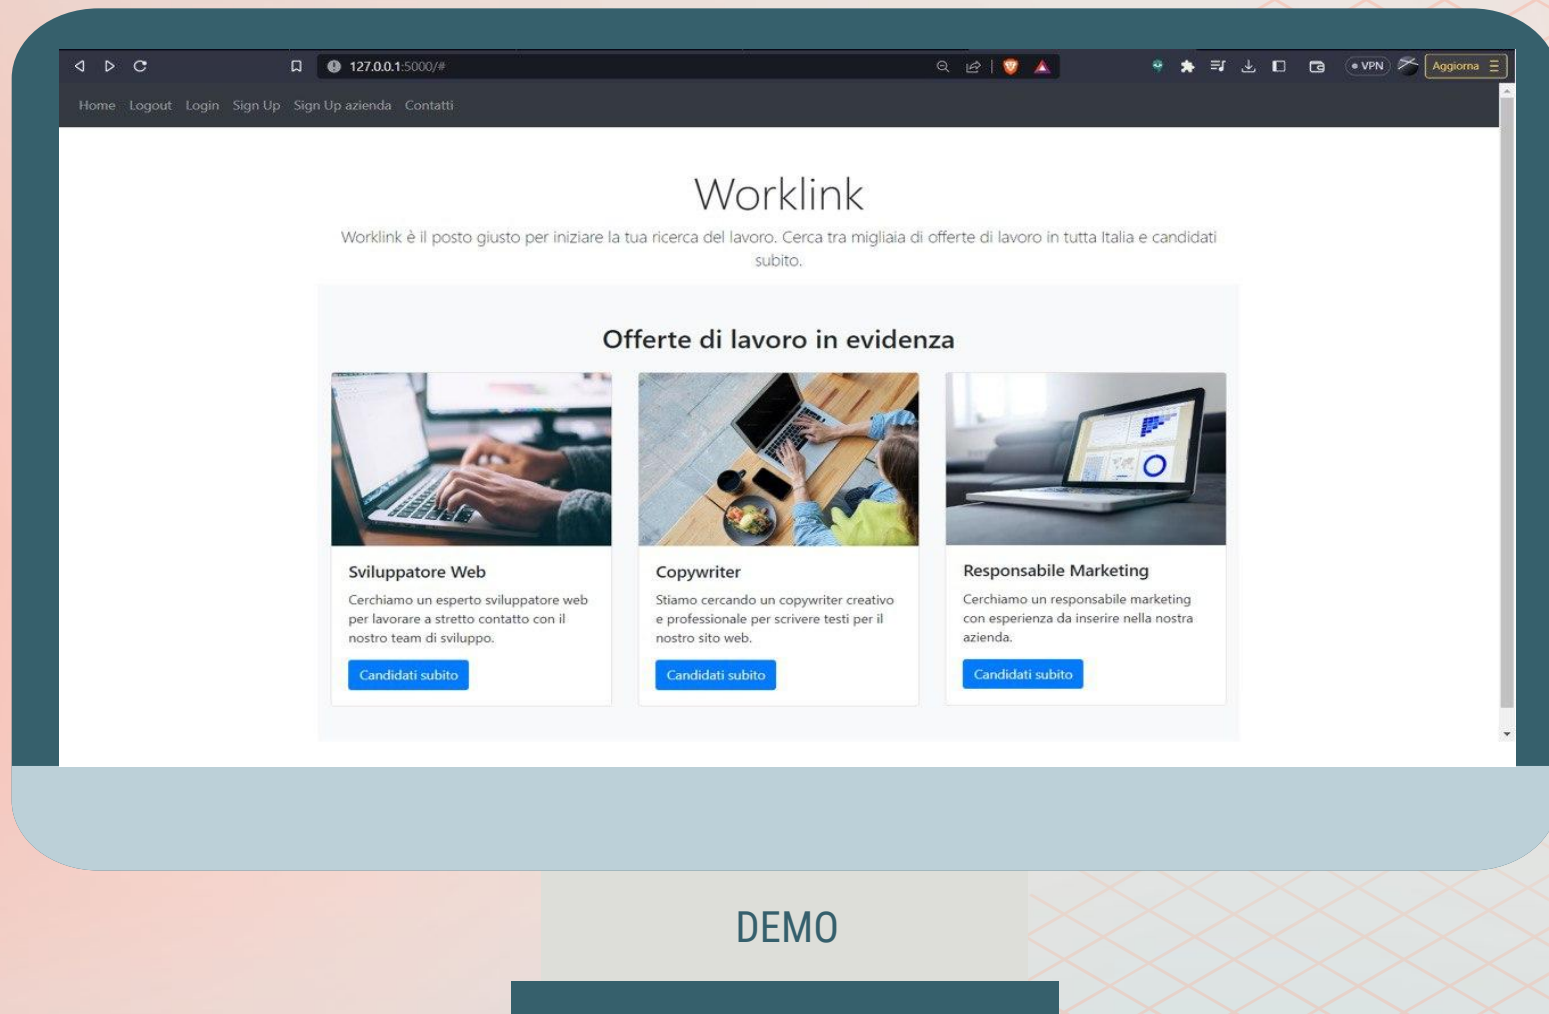 127.0.0.1:5000/#
VPN
Aggiorna
Home Logout Login Sign Up Sign Up azienda Contatti
Worklink
Worklink è il posto giusto per iniziare la tua ricerca del lavoro. Cerca tra migliaia di offerte di lavoro in tutta Italia e candidati
subito.
Offerte di lavoro in evidenza
Sviluppatore Web
Cerchiamo un esperto sviluppatore web
per lavorare a stretto contatto con il
nostro team di sviluppo.
Candidati subito
Copywriter
Stiamo cercando un copywriter creativo
e professionale per scrivere testi per il
nostro sito web.
Candidati subito
Responsabile Marketing
Cerchiamo un responsabile marketing
con esperienza da inserire nella nostra
azienda.
Candidati subito
DEMO